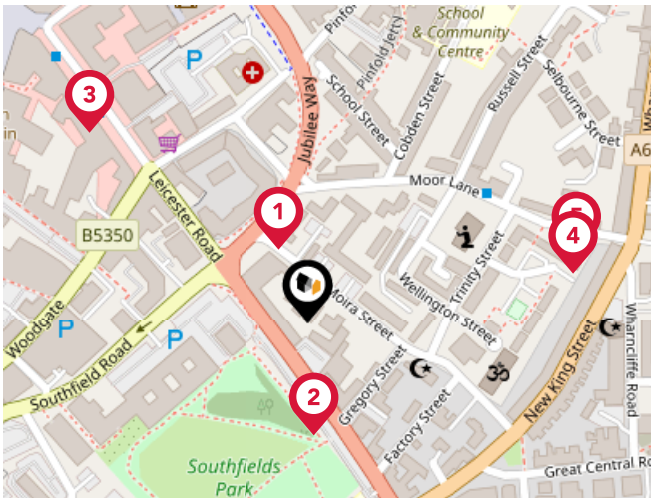 School
& Community
Centre
Pinfold
Pinfold Jetty
School Street
Cobden Street
Russell Street
Selbourne Street
Jubilee Way
3
P
A6
Moor Lane
Leicester Road
B5350
1
4
Trinity Street
Wellington Street
Moira Street
Woodgate
P
P
Southfield Road
New King Street
Wharncliffe Road
2
Gregory Street
Factory Street
Southfields
Park
Great Central Ro